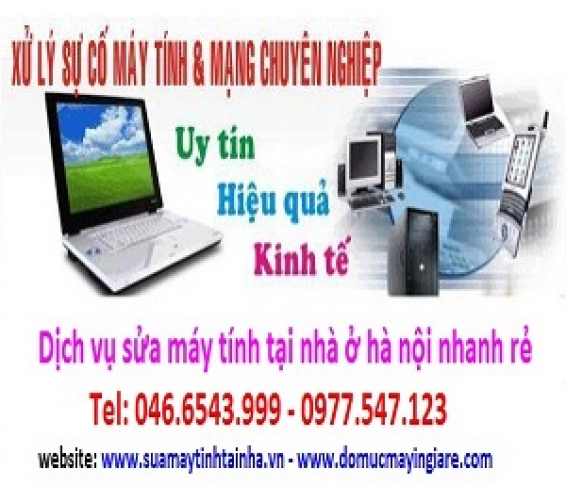 XỬ LÝ SỰ CỐ MÁY TÍNH & MẠNG CHUYÊN NGHIỆP
Uy tín
Hiệu quả
Kinh tế
Dịch vụ sửa máy tính tại nhà ở hà nội nhanh rẻ
Tel: 046.6543.999 - 0977.547.123
website: www.suamaytinhtainha.vn - www.domucmayingiare.com